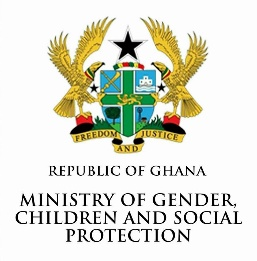 FREEDOM AND JUSTICE
REPUBLIC OF GHANA
MINISTRY OF GENDER,
CHILDREN AND SOCIAL
PROTECTION